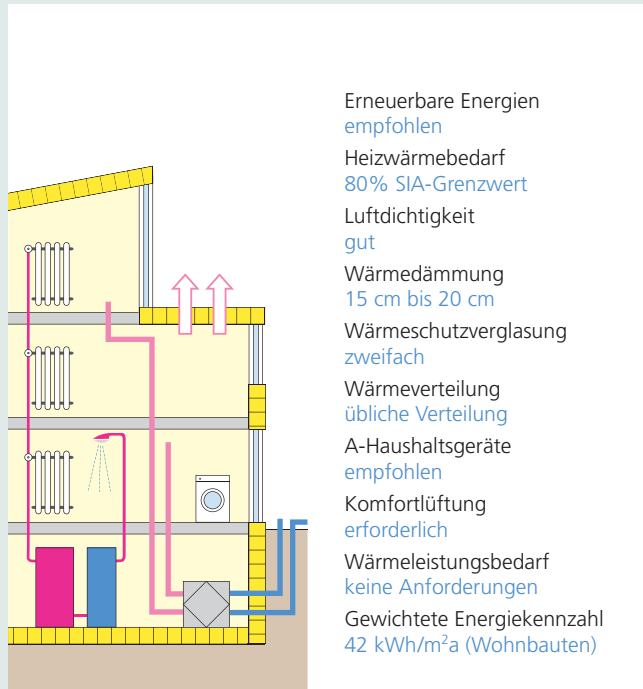 Erneuerbare Energien
empfohlen
Heizwärmebedarf
80% SIA-Grenzwert
Luftdichtigkeit
gut
Wärmedämmung
15 cm bis 20 cm
Wärmeschutzverglasung
zweifach
Wärmeverteilung
übliche Verteilung
A-Haushaltsgeräte
empfohlen
Komfortlüftung
erforderlich
Wärmeleistungsbedarf
keine Anforderungen
Gewichtete Energiekennzahl
42 kWh/m²a (Wohnbauten)